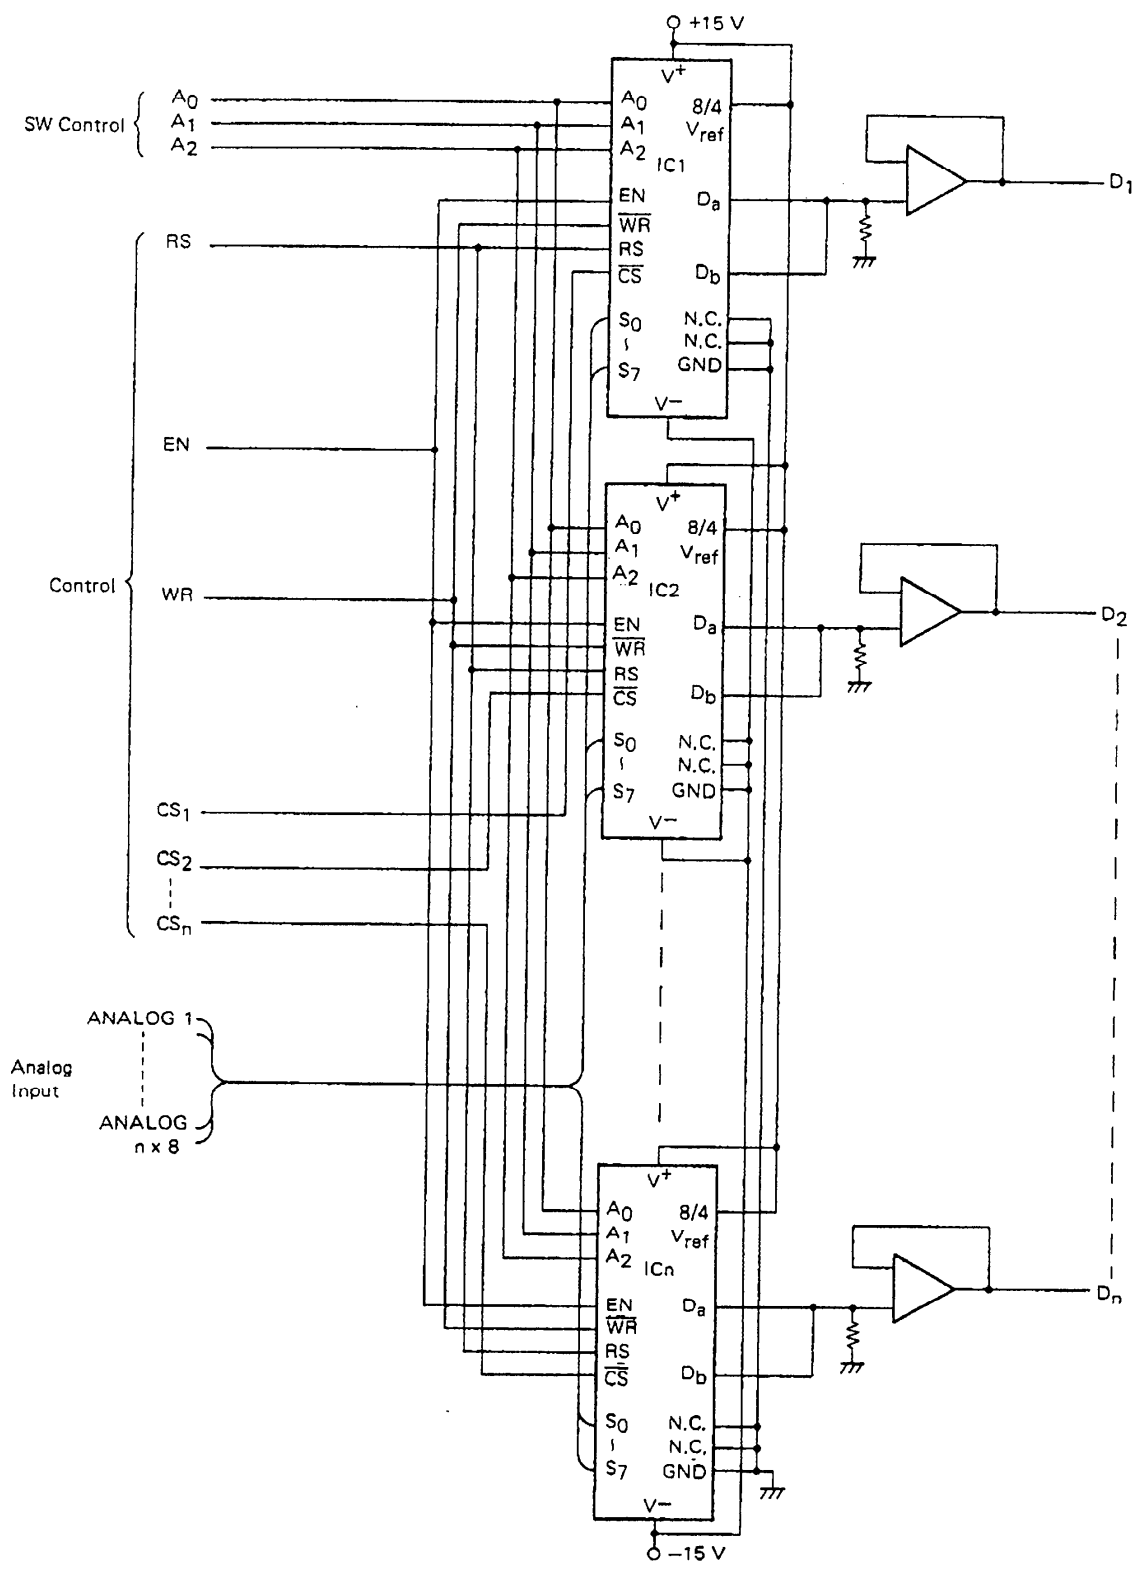 +15 V
SW Control
A0
A1
A2
V+
A0
A1
A2
IC1
8/4
Vref
EN
WR
RS
CS
Da
Db
S0
~
S7
N.C.
N.C.
GND
V−
D1
Control
RS
EN
WR
CS1
CS2
CSn
V+
A0
A1
A2
IC2
8/4
Vref
EN
WR
RS
CS
Da
Db
S0
~
S7
N.C.
N.C.
GND
V−
D2
Analog
Input
ANALOG 1
ANALOG
n x 8
V+
A0
A1
A2
ICn
8/4
Vref
EN
WR
RS
CS
Da
Db
S0
~
S7
N.C.
N.C.
GND
V−
Dn
−15 V